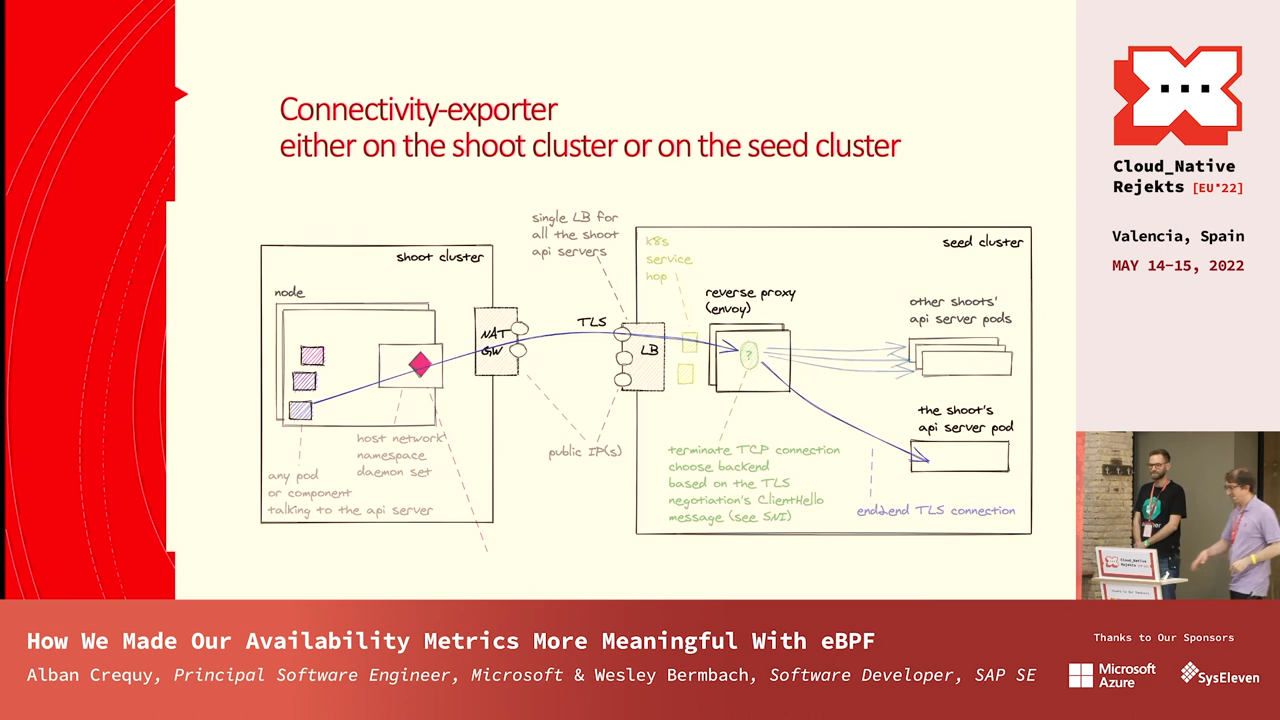 Connectivity-exporter
either on the shoot cluster or on the seed cluster
shoot cluster
node
host network
namespace
daemon set
any pod
or component
talking to the api server
NAT
GW
TLS
single LB for
all the shoot
api servers
public IP(s)
LB
seed cluster
k8s
service
hop
reverse proxy
(envoy)
?
terminate TCP connection
choose backend
based on the TLS
negotiation's ClientHello
message (see SNI)
other shoots'
api server pods
the shoot's
api server pod
end2end TLS connection
Cloud_Native
Rejekts [EU*22]
Valencia, Spain
MAY 14-15, 2022
Cloud_Native
Rejekts
How We Made Our Availability Metrics More Meaningful With eBPF
Alban Crequy, Principal Software Engineer, Microsoft & Wesley Bermbach, Software Developer, SAP SE
Thanks to Our Sponsors
Microsoft
Azure
SysEleven